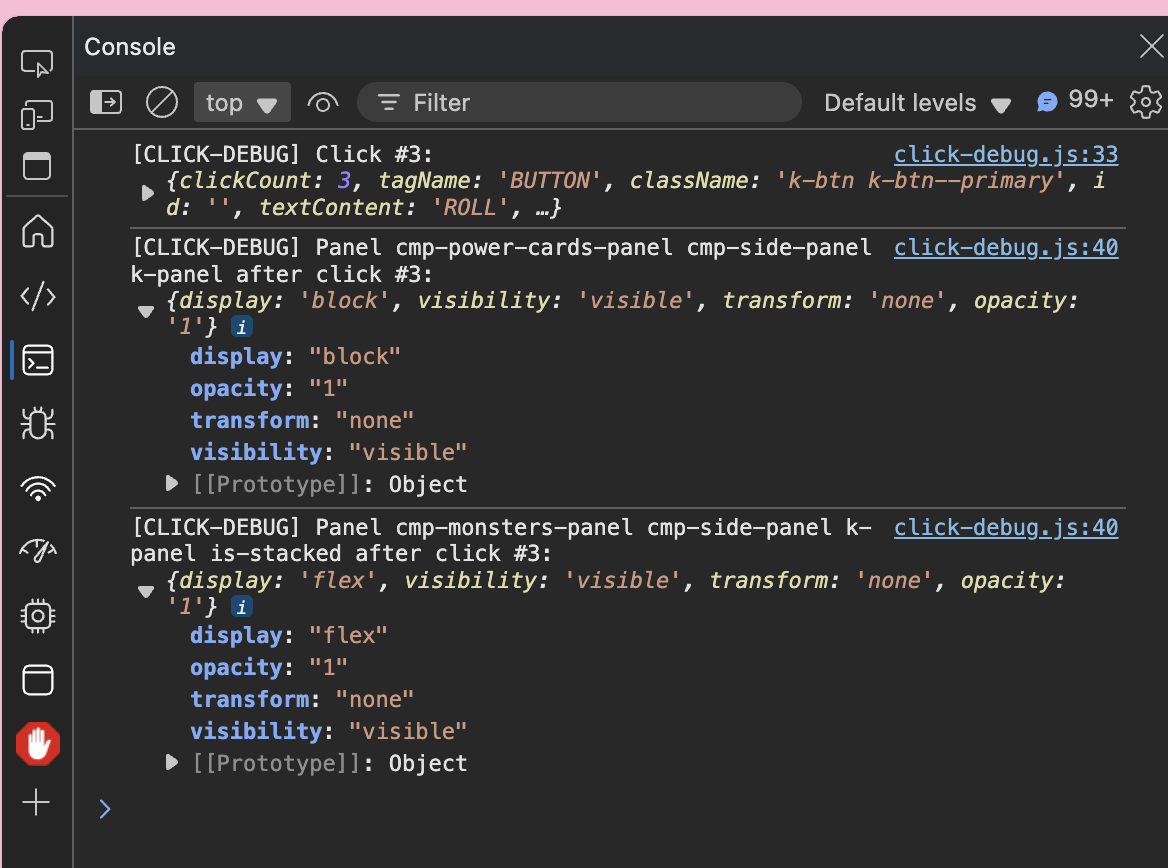 Console
top
Filter
Default levels
99+
[CLICK-DEBUG] Click #3:
click-debug.js:33
{clickCount: 3, tagName: 'BUTTON', className: 'k-btn k-btn--primary', i
d: '', textContent: 'ROLL', …}
[CLICK-DEBUG] Panel cmp-power-cards-panel cmp-side-panel
click-debug.js:40
k-panel after click #3:
{display: 'block', visibility: 'visible', transform: 'none', opacity:
'1'} i
display: "block"
opacity: "1"
transform: "none"
visibility: "visible"
[[Prototype]]: Object
[CLICK-DEBUG] Panel cmp-monsters-panel cmp-side-panel k-
click-debug.js:40
panel is-stacked after click #3:
{display: 'flex', visibility: 'visible', transform: 'none', opacity:
'1'} i
display: "flex"
opacity: "1"
transform: "none"
visibility: "visible"
[[Prototype]]: Object